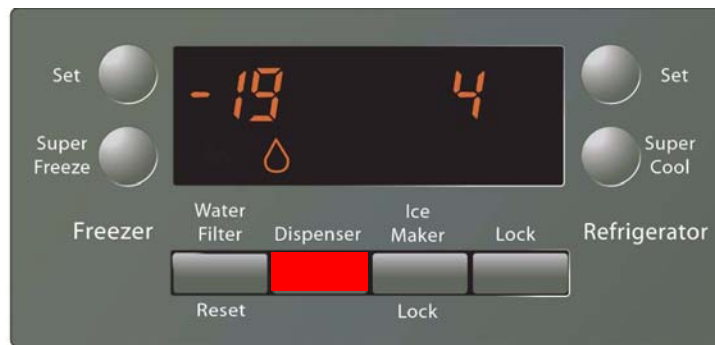 Set
-19
4
Set
Super
Freeze
Super
Cool
Freezer
Water
Filter
Dispenser
Ice
Maker
Lock
Refrigerator
Reset
Lock